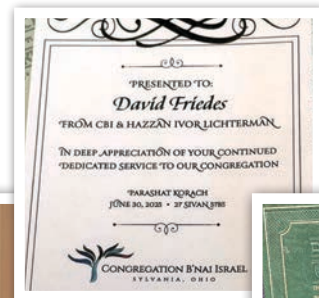 PRESENTED TO:
David Friedes
FROM CBI & HAZZAN IVOR LICHTERMAN
IN DEEP APPRECIATION OF YOUR CONTINUED
DEDICATED SERVICE TO OUR CONGREGATION
PARASHAT KORACH
JUNE 30, 2025 • 27 SIVAN 5785
CONGREGATION B'NAI ISRAEL
SYLVANIA, OHIO